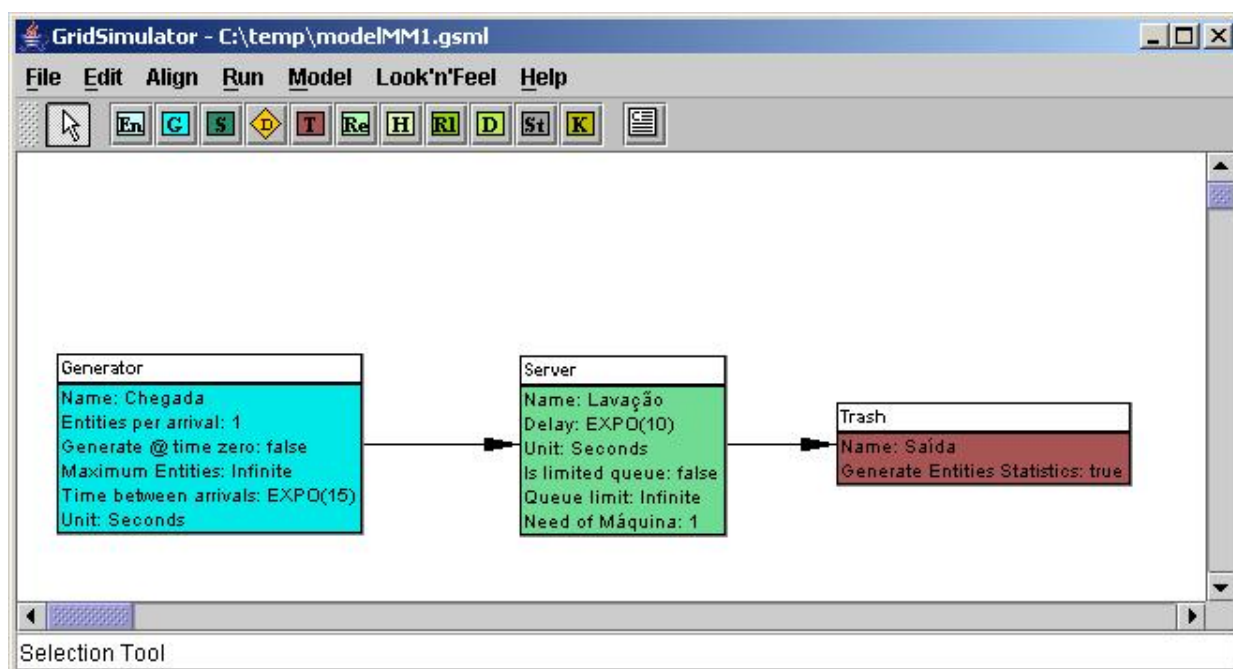 GridSimulator - C:\temp\modelMM1.gsml
File Edit Align Run Model Look'n'Feel Help
En G S D T Re H Rl D St K
Generator
Name: Chegada
Entities per arrival: 1
Generate @ time zero: false
Maximum Entities: Infinite
Time between arrivals: EXPO(15)
Unit: Seconds
Server
Name: Lavação
Delay: EXPO(10)
Unit: Seconds
Is limited queue: false
Queue limit: Infinite
Need of Máquina: 1
Trash
Name: Saída
Generate Entities Statistics: true
Selection Tool